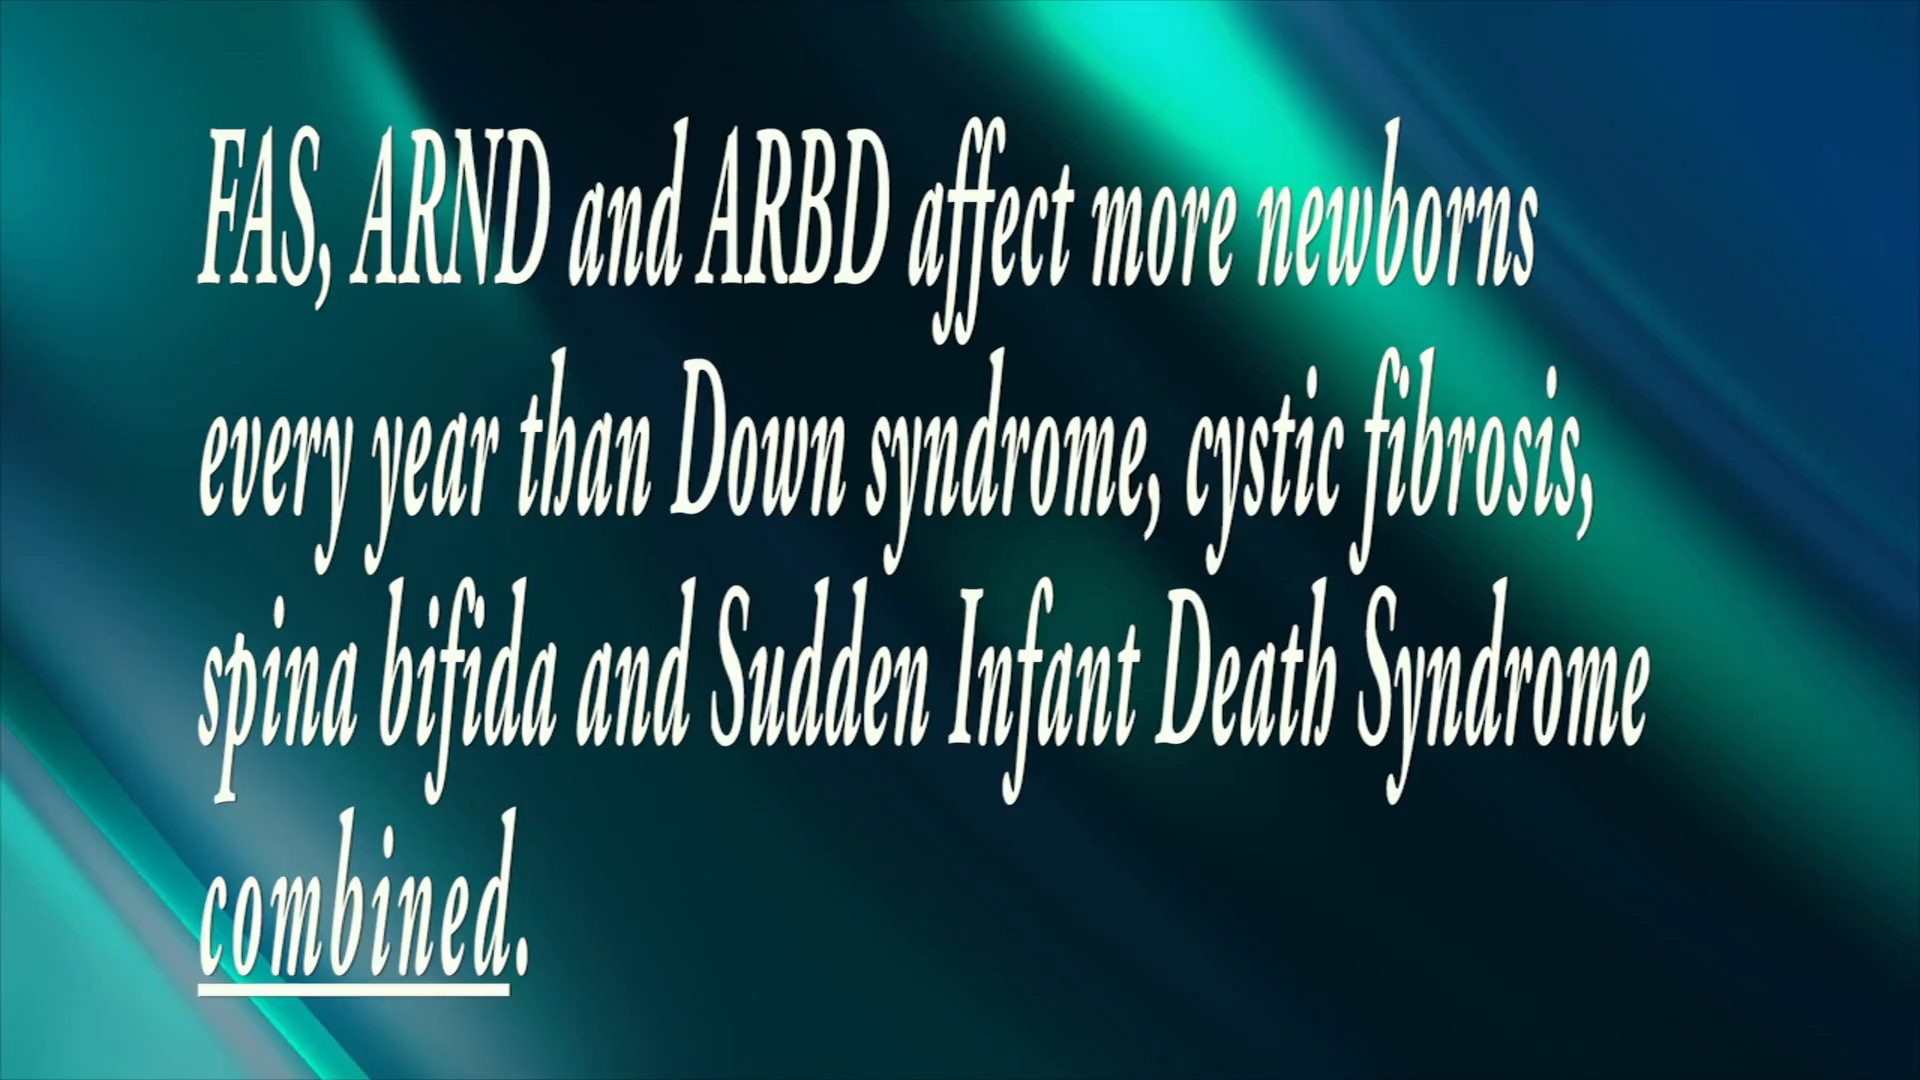 FAS, ARND and ARBD affect more newborns
every year than Down syndrome, cystic fibrosis,
spina bifida and Sudden Infant Death Syndrome
combined.